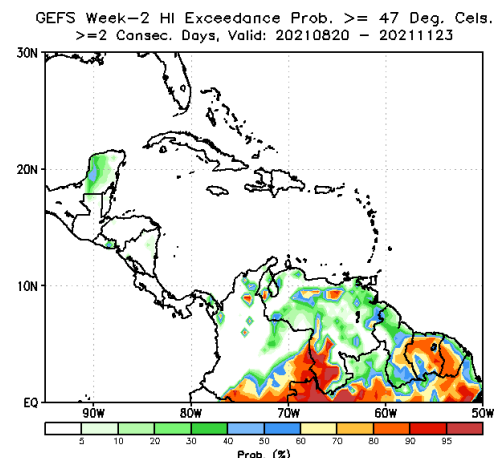 GEFS Week-2 HI Exceedance Prob. >= 47 Deg. Cels.
>=2 Consec. Days, Valid: 20210820 - 20211123
30N
20N
10N
EQ
90W 80W 70W 60W 50W
5 10 20 30 40 50 60 70 80 90 95
Prob. (%)